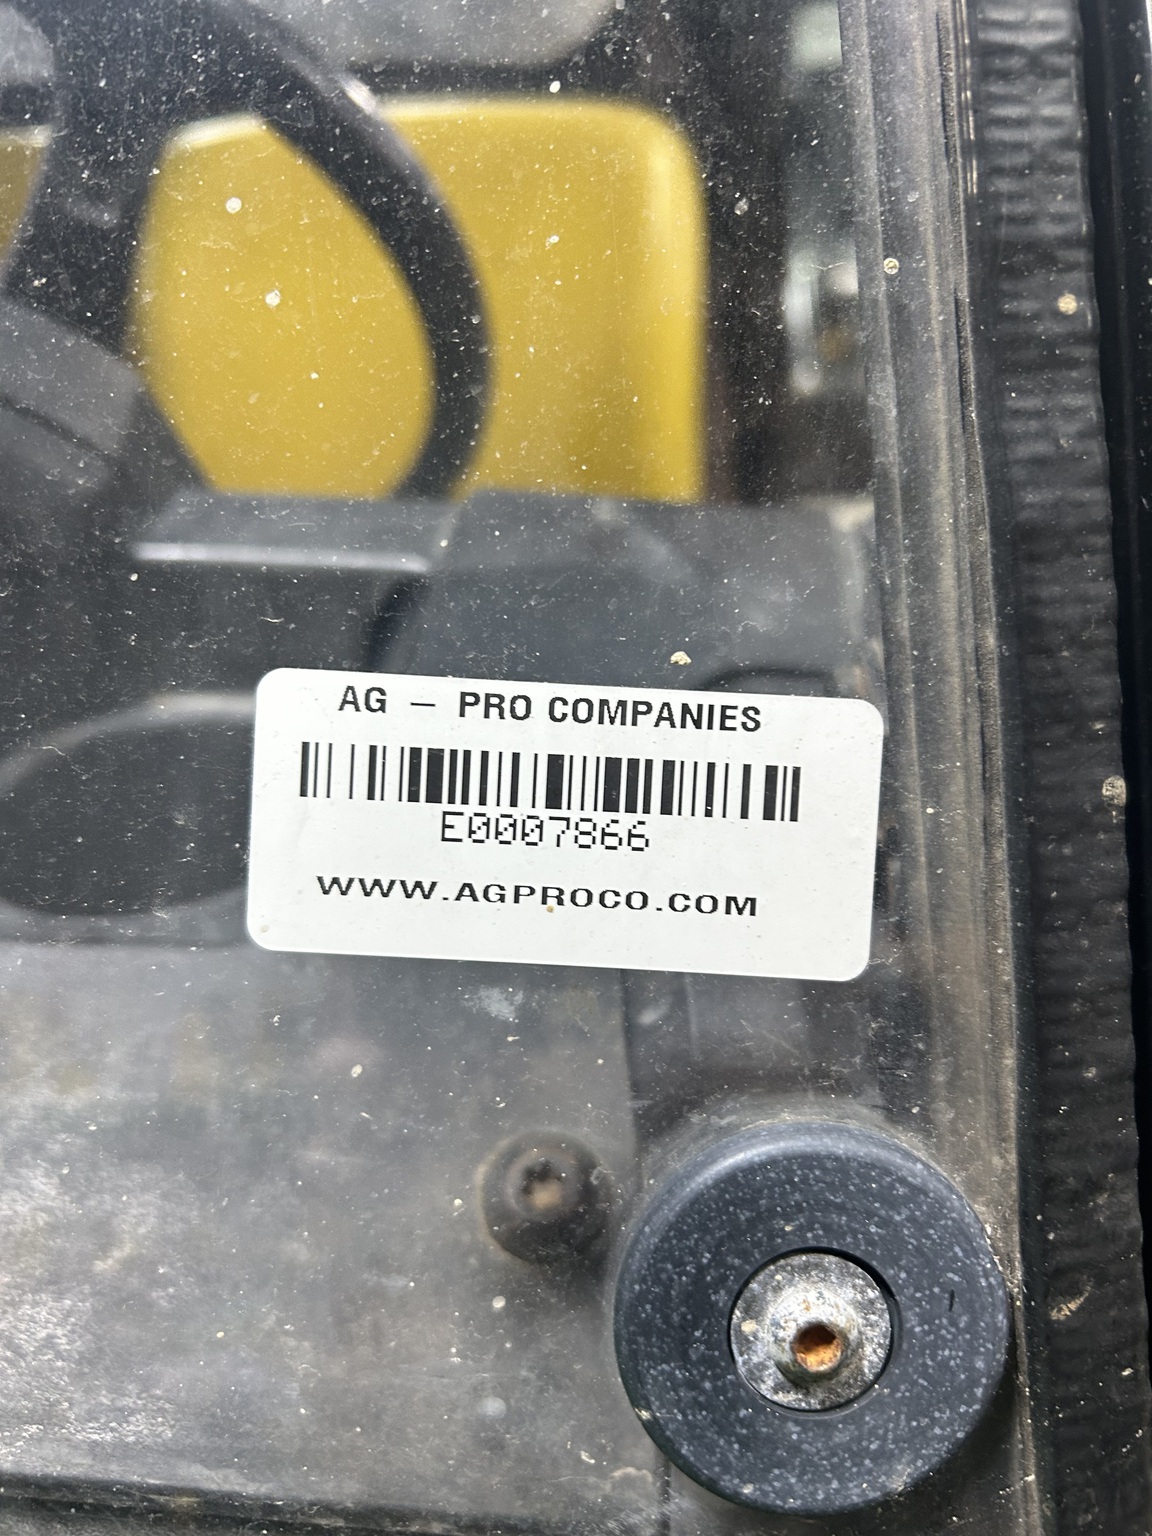 AG – PRO COMPANIES
E0007866
WWW.AGPROCO.COM